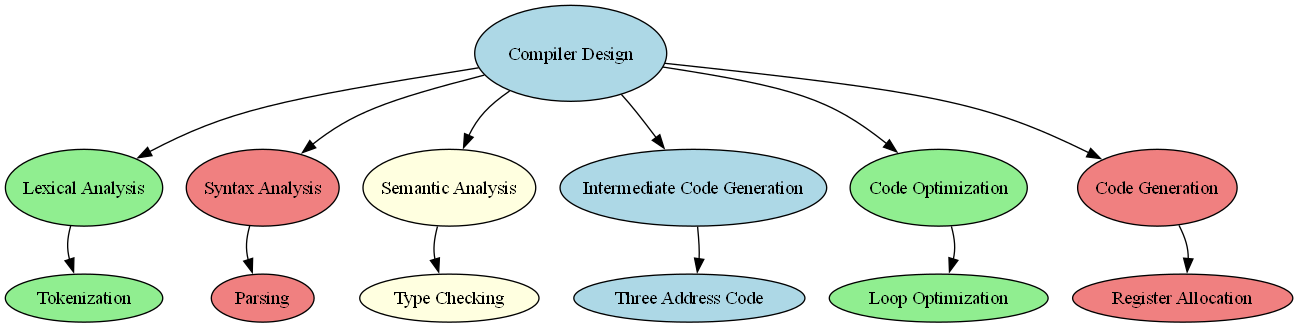 Compiler Design
Lexical Analysis
Syntax Analysis
Semantic Analysis
Intermediate Code Generation
Code Optimization
Code Generation
Tokenization
Parsing
Type Checking
Three Address Code
Loop Optimization
Register Allocation